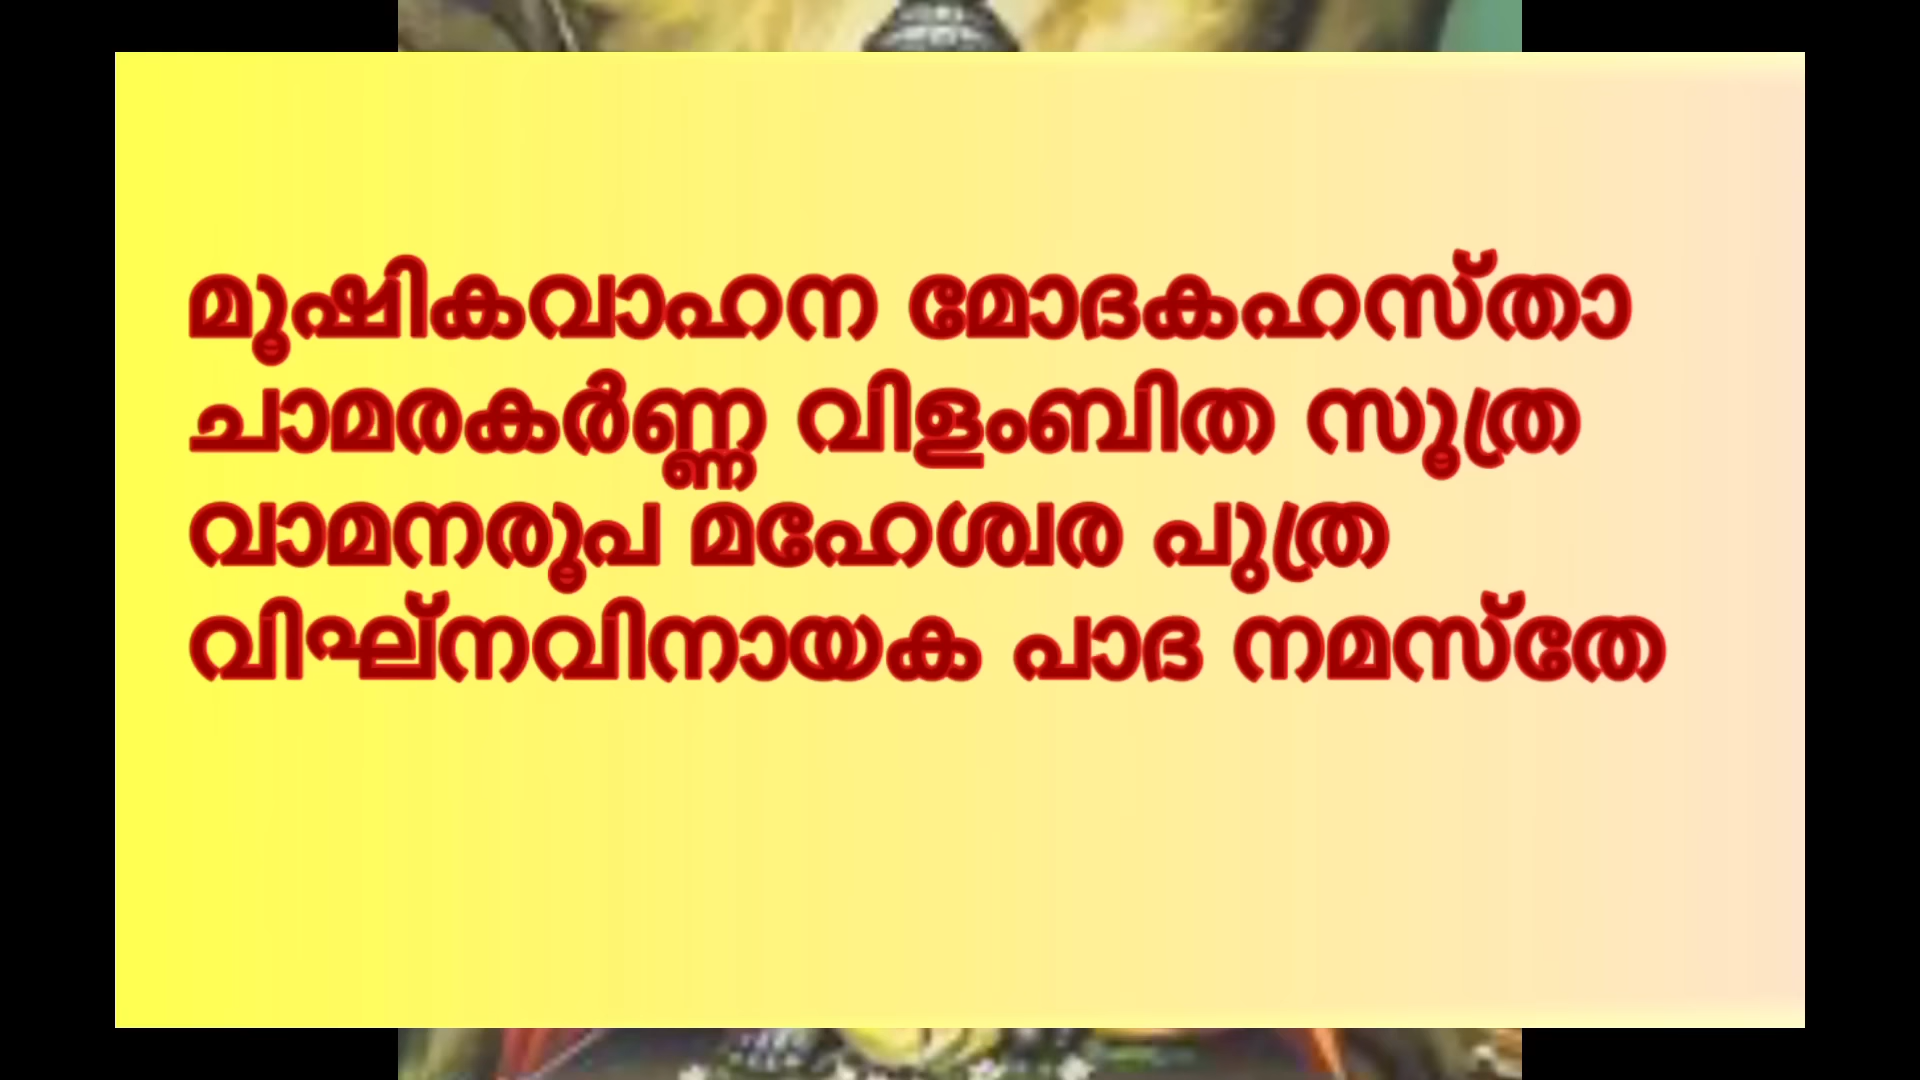 മൂഷികവാഹന മോദകഹസ്താ
ചാമരകർണ്ണ വിളംബിത സൂത്ര
വാമനരൂപ മഹേശ്വര പുത്ര
വിഘ്നവിനായക പാദ നമസ്തേ